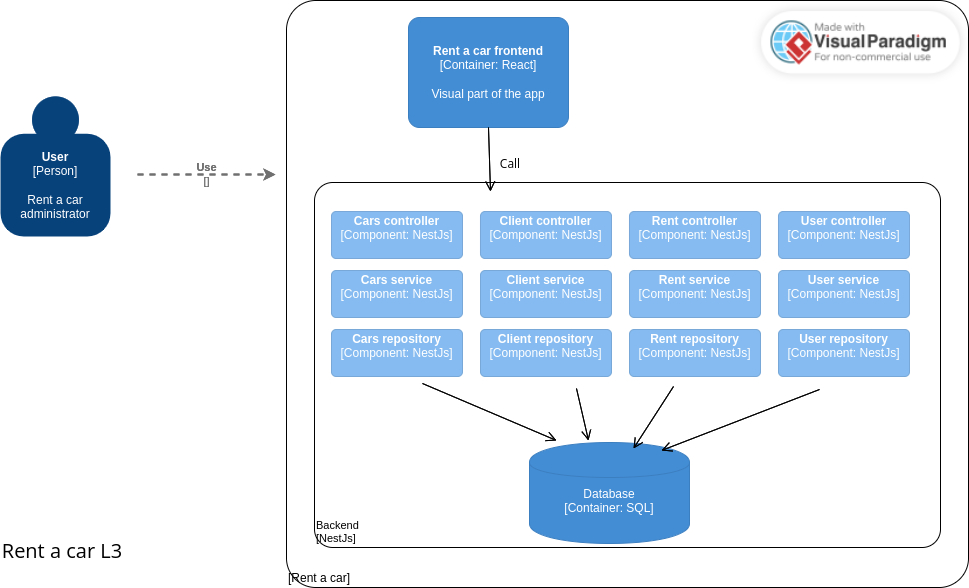 Rent a car frontend
[Container: React]
Visual part of the app
Made with
VisualParadigm
For non-commercial use
User
[Person]
Rent a car
administrator
Use
[]
Call
Cars controller
[Component: NestJs]
Client controller
[Component: NestJs]
Rent controller
[Component: NestJs]
User controller
[Component: NestJs]
Cars service
[Component: NestJs]
Client service
[Component: NestJs]
Rent service
[Component: NestJs]
User service
[Component: NestJs]
Cars repository
[Component: NestJs]
Client repository
[Component: NestJs]
Rent repository
[Component: NestJs]
User repository
[Component: NestJs]
Database
[Container: SQL]
Backend
[NestJs]
Rent a car L3
[Rent a car]